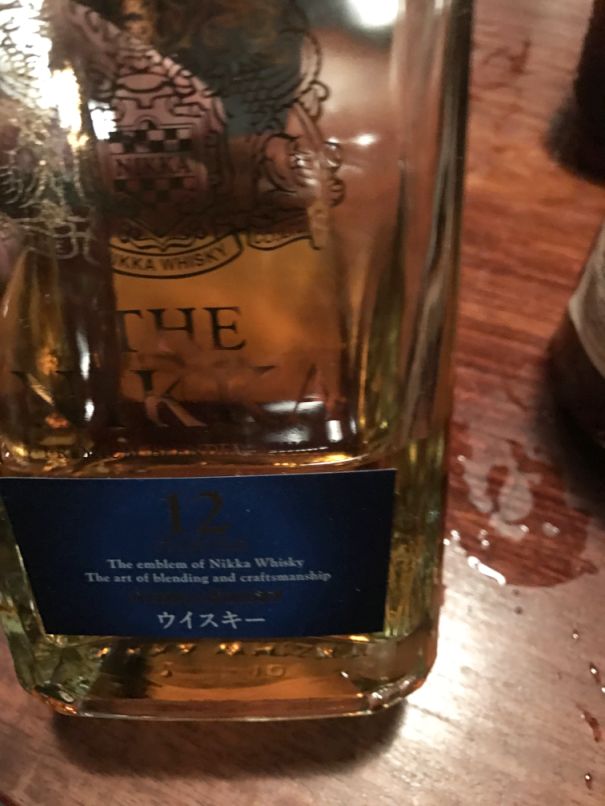 NIKKA
NIKKA WHISKY
THE
NIKKA
12
The emblem of Nikka Whisky
The art of blending and craftsmanship
ウイスキー